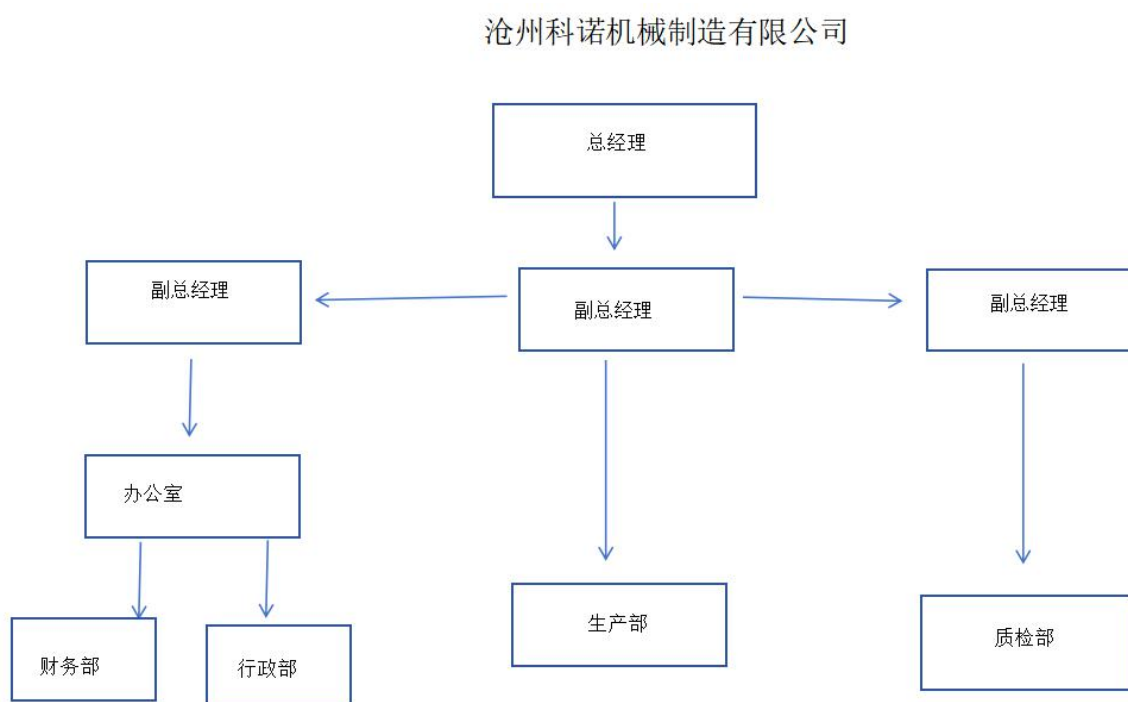 沧州科诺机械制造有限公司
总经理
副总经理
副总经理
副总经理
办公室
财务部
行政部
生产部
质检部